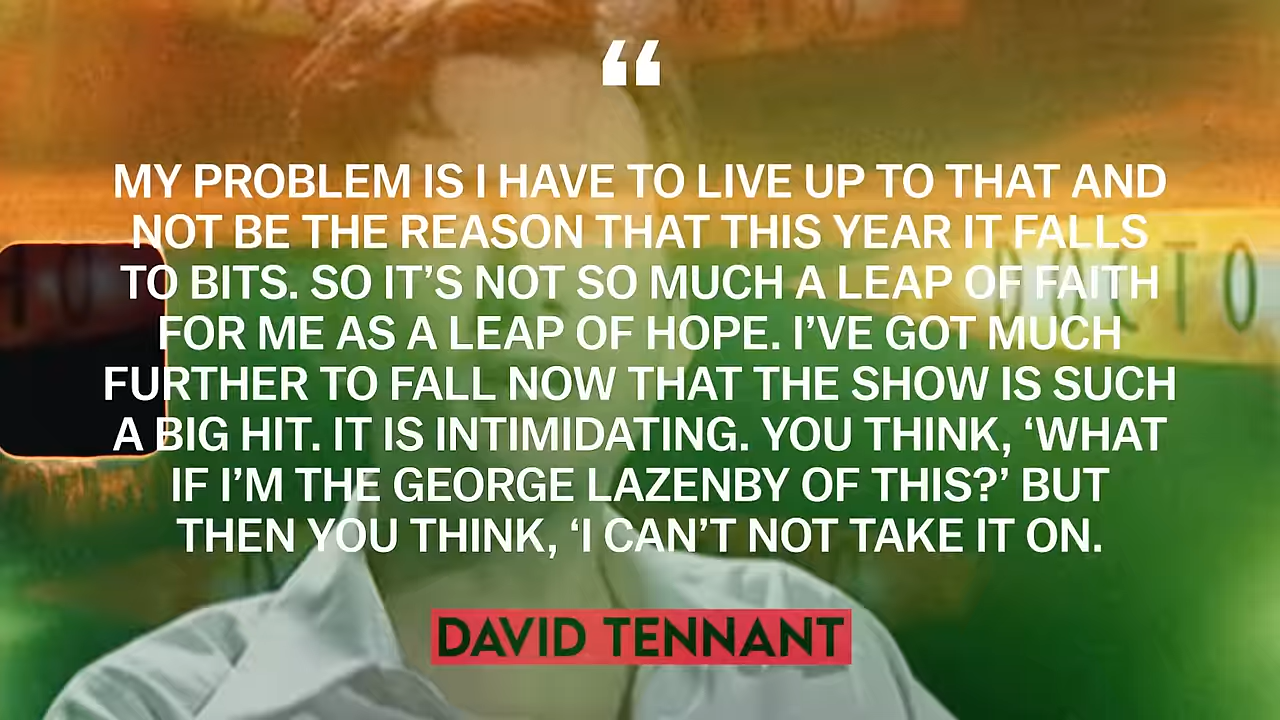 “
MY PROBLEM IS I HAVE TO LIVE UP TO THAT AND
NOT BE THE REASON THAT THIS YEAR IT FALLS
TO BITS. SO IT’S NOT SO MUCH A LEAP OF FAITH
FOR ME AS A LEAP OF HOPE. I’VE GOT MUCH
FURTHER TO FALL NOW THAT THE SHOW IS SUCH
A BIG HIT. IT IS INTIMIDATING. YOU THINK, ‘WHAT
IF I’M THE GEORGE LAZENBY OF THIS?’ BUT
THEN YOU THINK, ‘I CAN’T NOT TAKE IT ON.
DAVID TENNANT